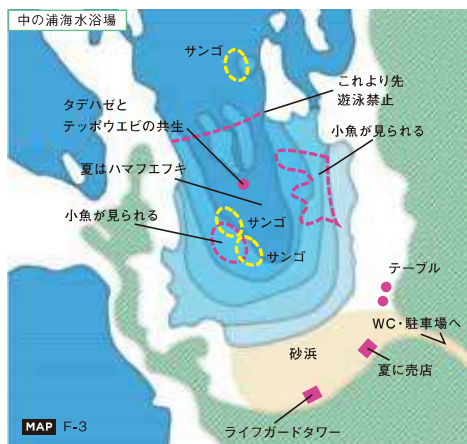 中の浦海水浴場
サンゴ
これより先
遊泳禁止
タデハゼと
テッポウエビの共生
小魚が見られる
夏はハマフエフキ
小魚が見られる
サンゴ
サンゴ
テーブル
WC・駐車場へ
砂浜
夏に売店
MAP F-3
ライフガードタワー